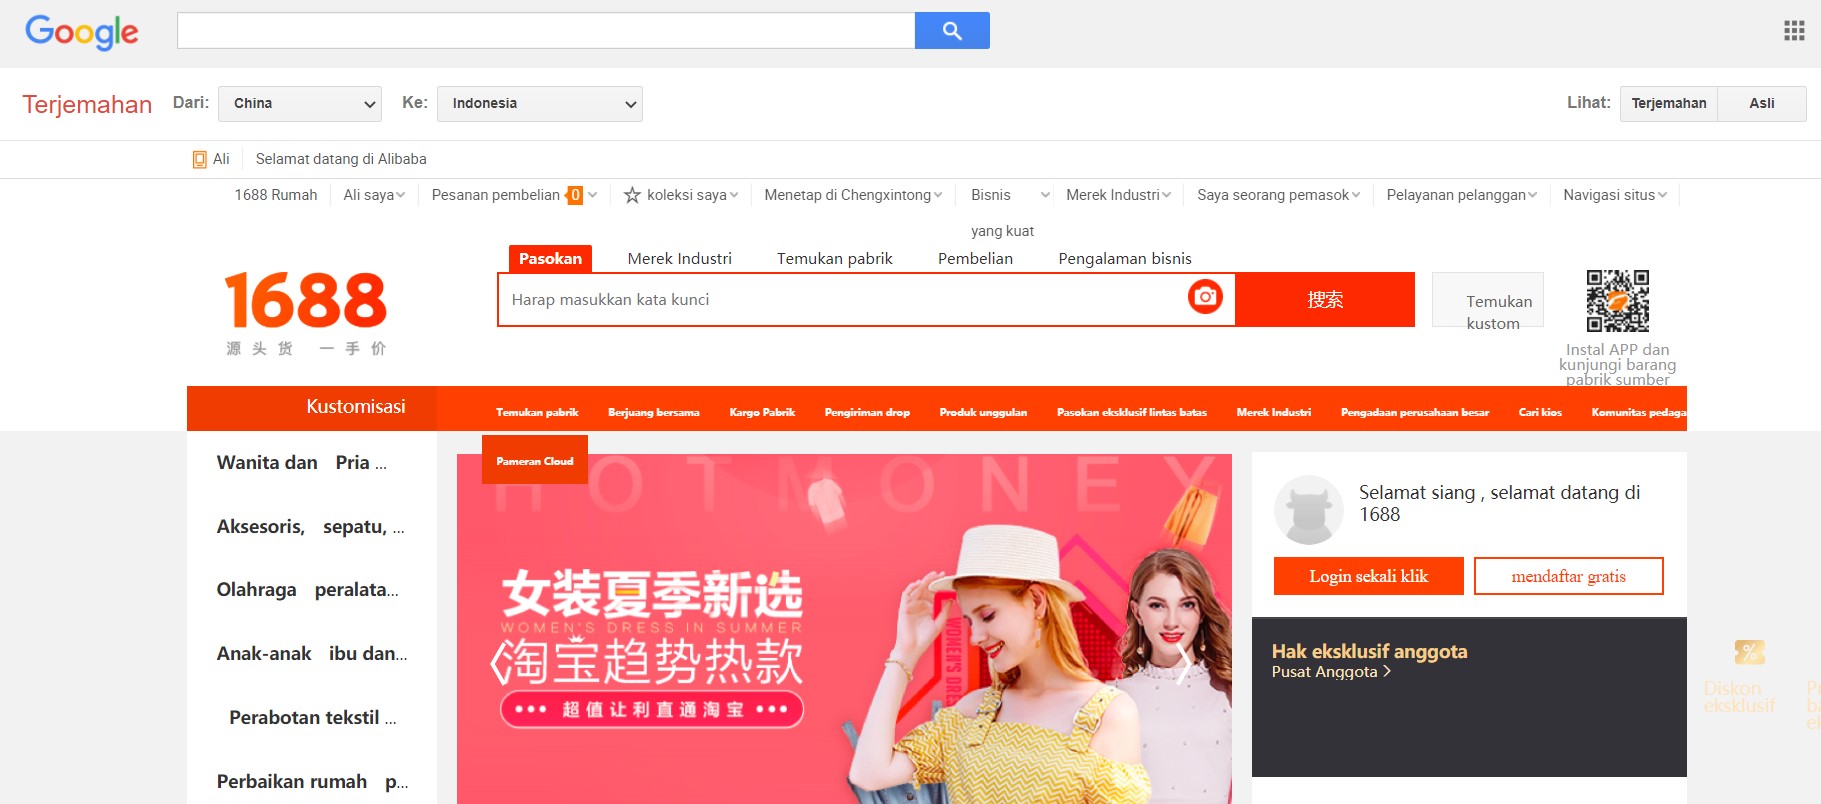 Google
Terjemahan Dari: China Ke: Indonesia Lihat: Terjemahan Asli
Ali Selamat datang di Alibaba
1688 Rumah Ali saya Pesanan pembelian 0 koleksi saya Menetap di Chengxintong Bisnis Merek Industri Saya seorang pemasok Pelayanan pelanggan Navigasi situs
yang kuat
Pasokan Merek Industri Temukan pabrik Pembelian Pengalaman bisnis
1688
源头货 一手价
Harap masukkan kata kunci
搜索
Temukan
kustom
Instal APP dan
kunjungi barang
pabrik sumber
Kustomisasi
Temukan pabrik Berjuang bersama Kargo Pabrik Pengiriman drop Produk unggulan Pasokan eksklusif lintas batas Merek Industri Pengadaan perusahaan besar Cari kios Komunitas pedaga
Pameran Cloud
Wanita dan Pria ...
Aksesoris, sepatu, ...
Olahraga peralata...
Anak-anak ibu dan...
Perabotan tekstil ...
Perbaikan rumah p...
HOTMONEY
女装夏季新选
WOMEN'S DRESS IN SUMMER
淘宝趋势热款
••• 超值让利直通淘宝 •••
WOMEN'S DRE
Selamat siang , selamat datang di
1688
Login sekali klik
mendaftar gratis
Hak eksklusif anggota
Pusat Anggota >
%
Diskon
eksklusif